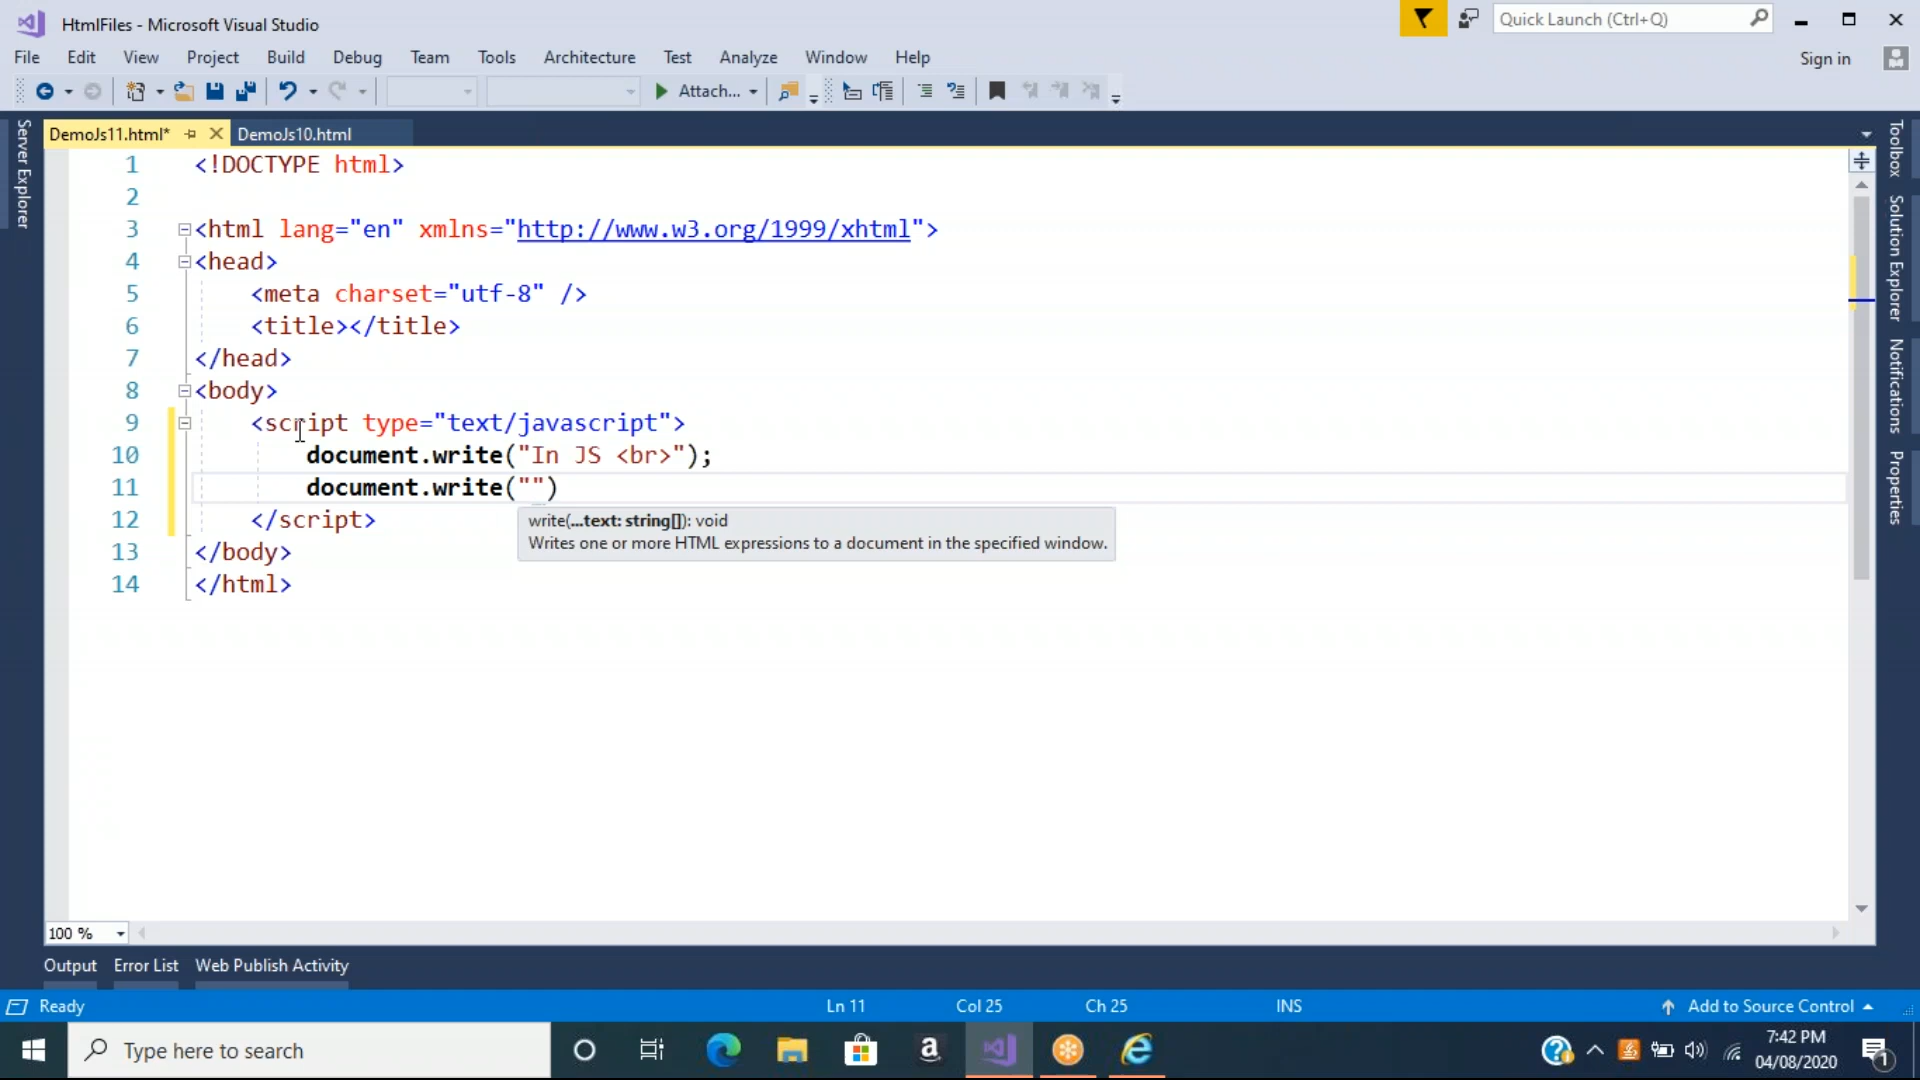 HtmlFiles - Microsoft Visual Studio
Quick Launch (Ctrl+Q)
File Edit View Project Build Debug Team Tools Architecture Test Analyze Window Help
Sign in
Attach...
Server Explorer
DemoJs11.html*
DemoJs10.html
Toolbox
Solution Explorer
Notifications
Properties
1 <!DOCTYPE html>
2
3 <html lang="en" xmlns="http://www.w3.org/1999/xhtml">
4 <head>
5 <meta charset="utf-8" />
6 <title></title>
7 </head>
8 <body>
9 <script type="text/javascript">
10 document.write("In JS <br>");
11 document.write("")
12 </script>
write(...text: string[]): void
Writes one or more HTML expressions to a document in the specified window.
13 </body>
14 </html>
100 %
Output Error List Web Publish Activity
Ready
Ln 11
Col 25
Ch 25
INS
Add to Source Control
Type here to search
7:42 PM
04/08/2020
1